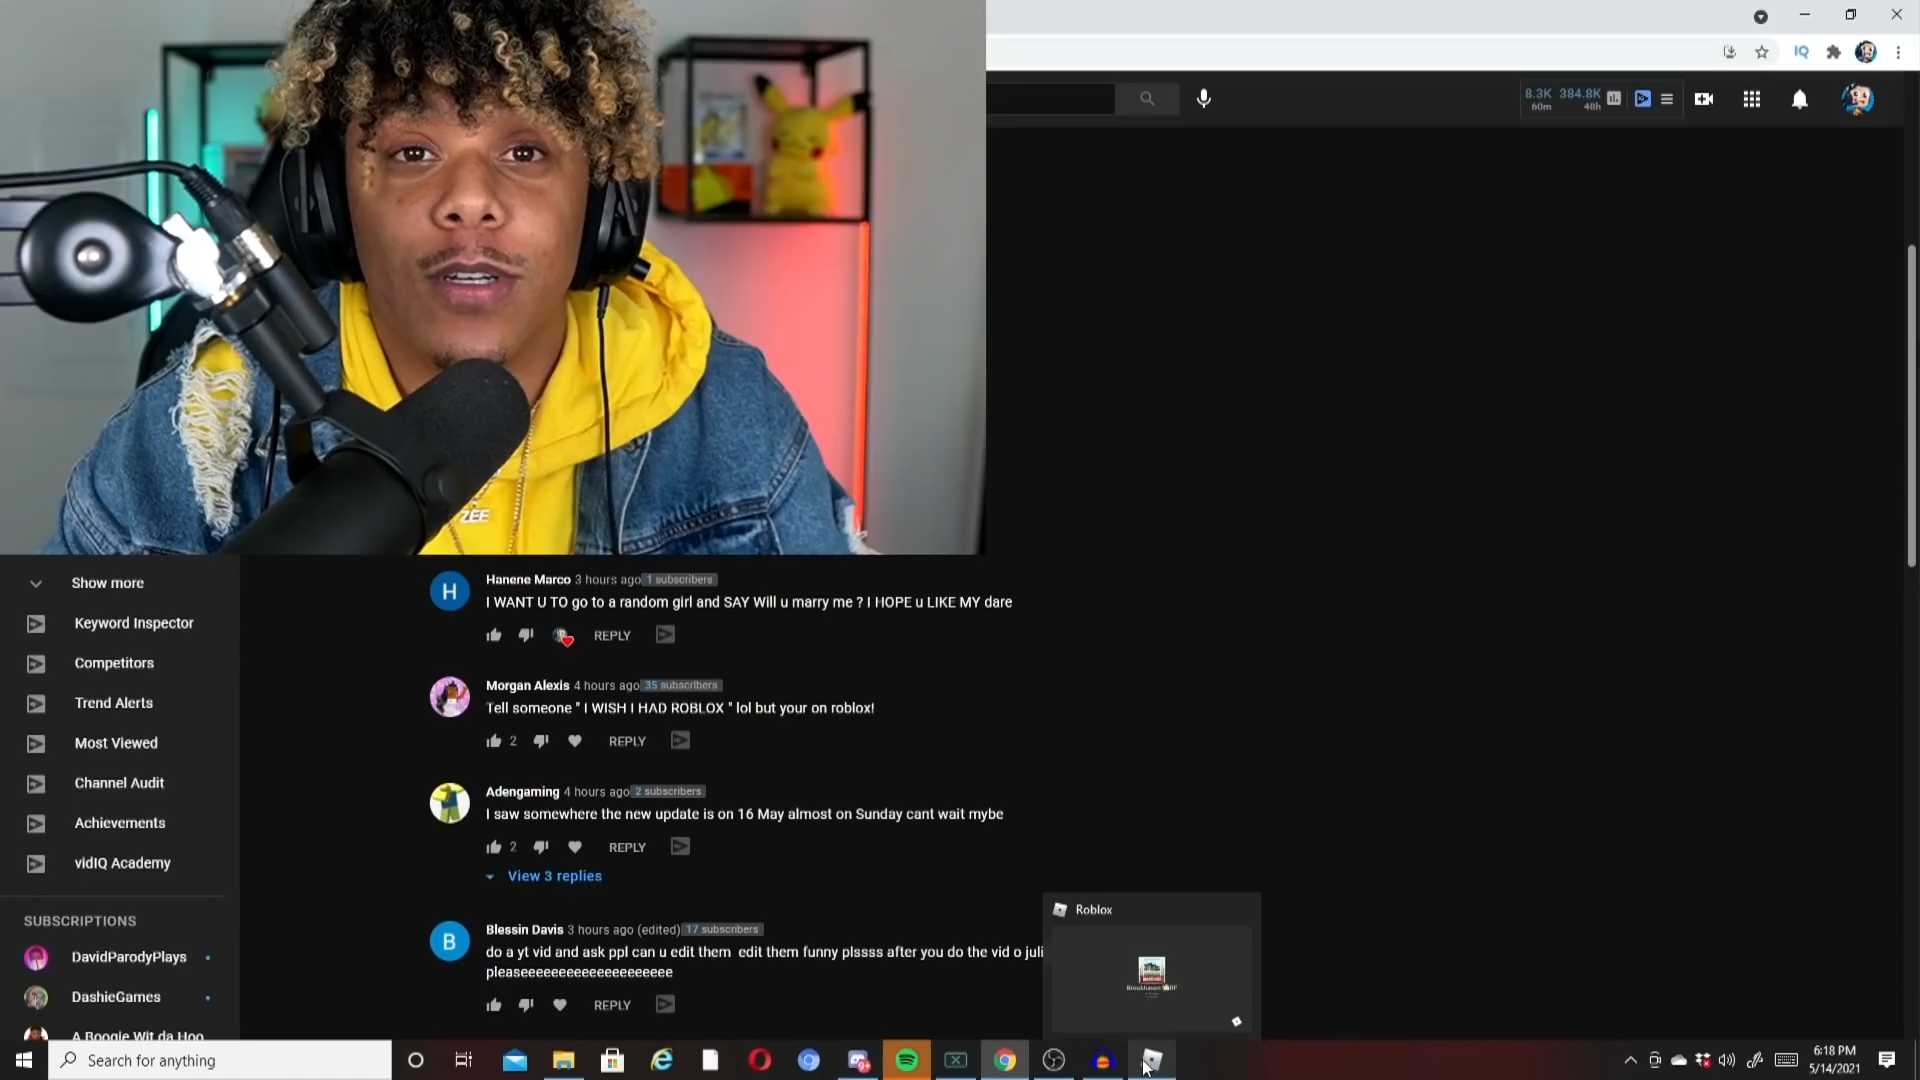 8.3K 384.8K
60m 48h
ZEE
Show more
Keyword Inspector
Competitors
Trend Alerts
Most Viewed
Channel Audit
Achievements
vidIQ Academy
SUBSCRIPTIONS
DavidParodyPlays
DashieGames
A Boogie Wit da Hoo
H
Hanene Marco 3 hours ago 1 subscribers
I WANT U TO go to a random girl and SAY Will u marry me ? I HOPE u LIKE MY dare
REPLY
Morgan Alexis 4 hours ago 35 subscribers
Tell someone " I WISH I HAD ROBLOX " lol but your on roblox!
2 REPLY
Adengaming 4 hours ago 2 subscribers
I saw somewhere the new update is on 16 May almost on Sunday cant wait mybe
2 REPLY
View 3 replies
B
Blessin Davis 3 hours ago (edited) 17 subscribers
do a yt vid and ask ppl can u edit them edit them funny plssss after you do the vid o juli
pleaseeeeeeeeeeeeeeeeeeee
REPLY
Roblox
Search for anything
6:18 PM
5/14/2021